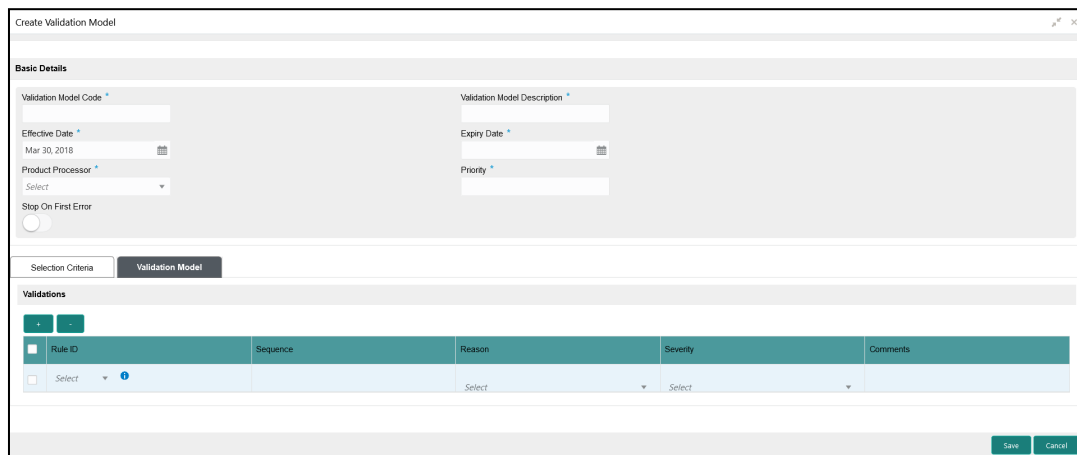 Create Validation Model
Basic Details
Validation Model Code *
Validation Model Description *
Effective Date *
Expiry Date *
Mar 30, 2018
Product Processor *
Priority *
Select
Stop On First Error
Selection Criteria
Validation Model
Validations
+ -
Rule ID Sequence Reason Severity Comments
Select Select Select
Save Cancel